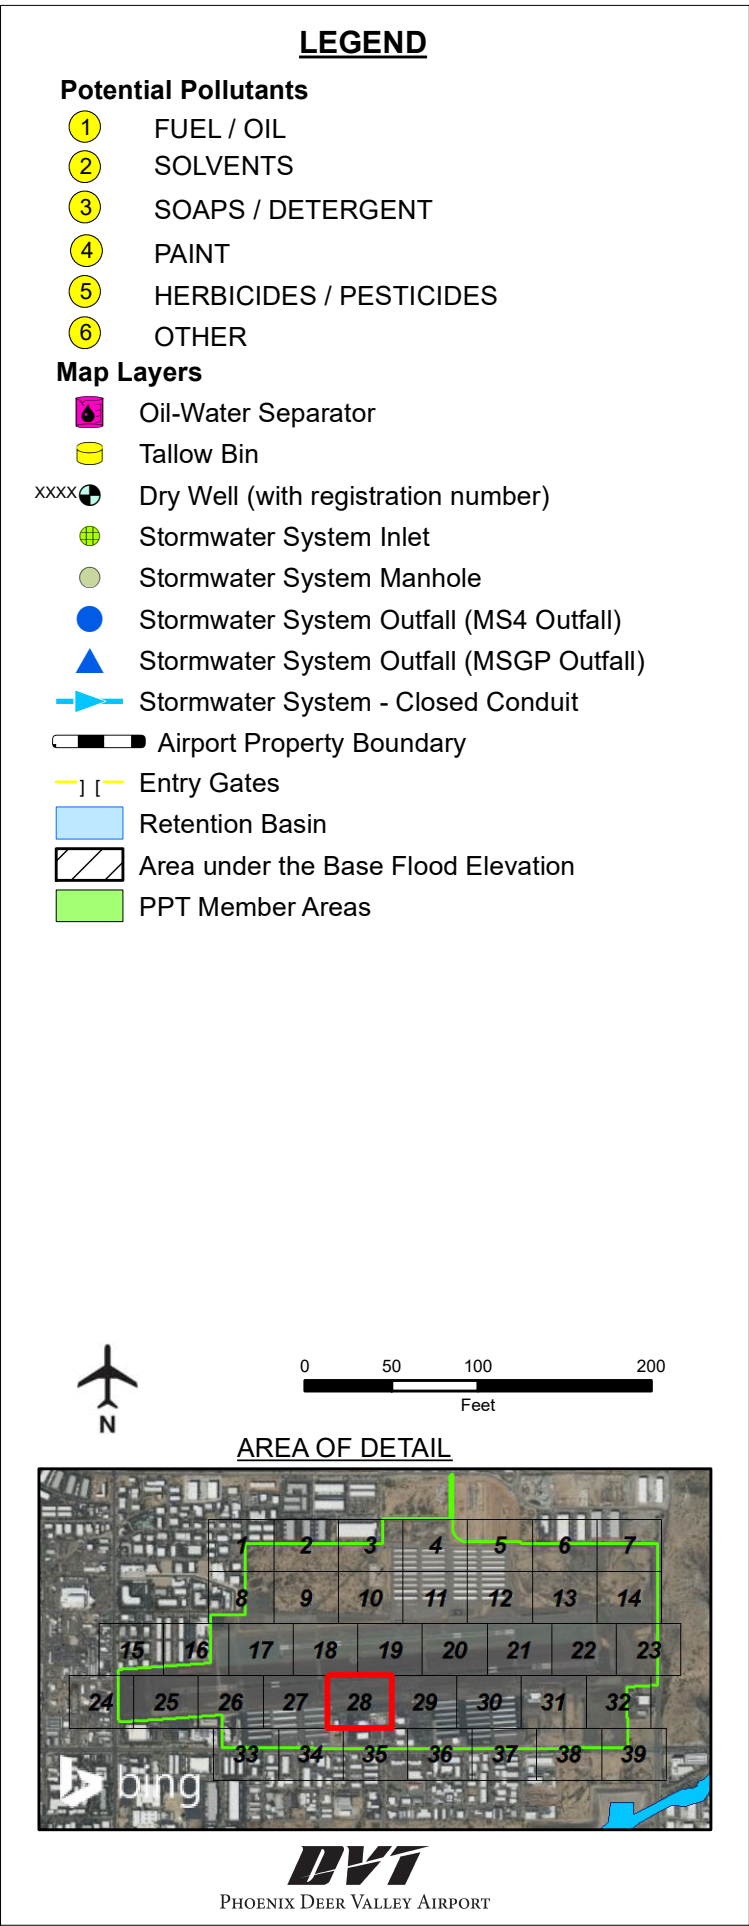 LEGEND
Potential Pollutants
1 FUEL / OIL
2 SOLVENTS
3 SOAPS / DETERGENT
4 PAINT
5 HERBICIDES / PESTICIDES
6 OTHER
Map Layers
Oil-Water Separator
Tallow Bin
XXXX Dry Well (with registration number)
Stormwater System Inlet
Stormwater System Manhole
Stormwater System Outfall (MS4 Outfall)
Stormwater System Outfall (MSGP Outfall)
Stormwater System - Closed Conduit
Airport Property Boundary
] [ Entry Gates
Retention Basin
Area under the Base Flood Elevation
PPT Member Areas
N
0 50 100 200
Feet
AREA OF DETAIL
1 2 3 4 5 6 7
8 9 10 11 12 13 14
15 16 17 18 19 20 21 22 23
24 25 26 27 28 29 30 31 32
33 34 35 36 37 38 39
bing
DVT
PHOENIX DEER VALLEY AIRPORT